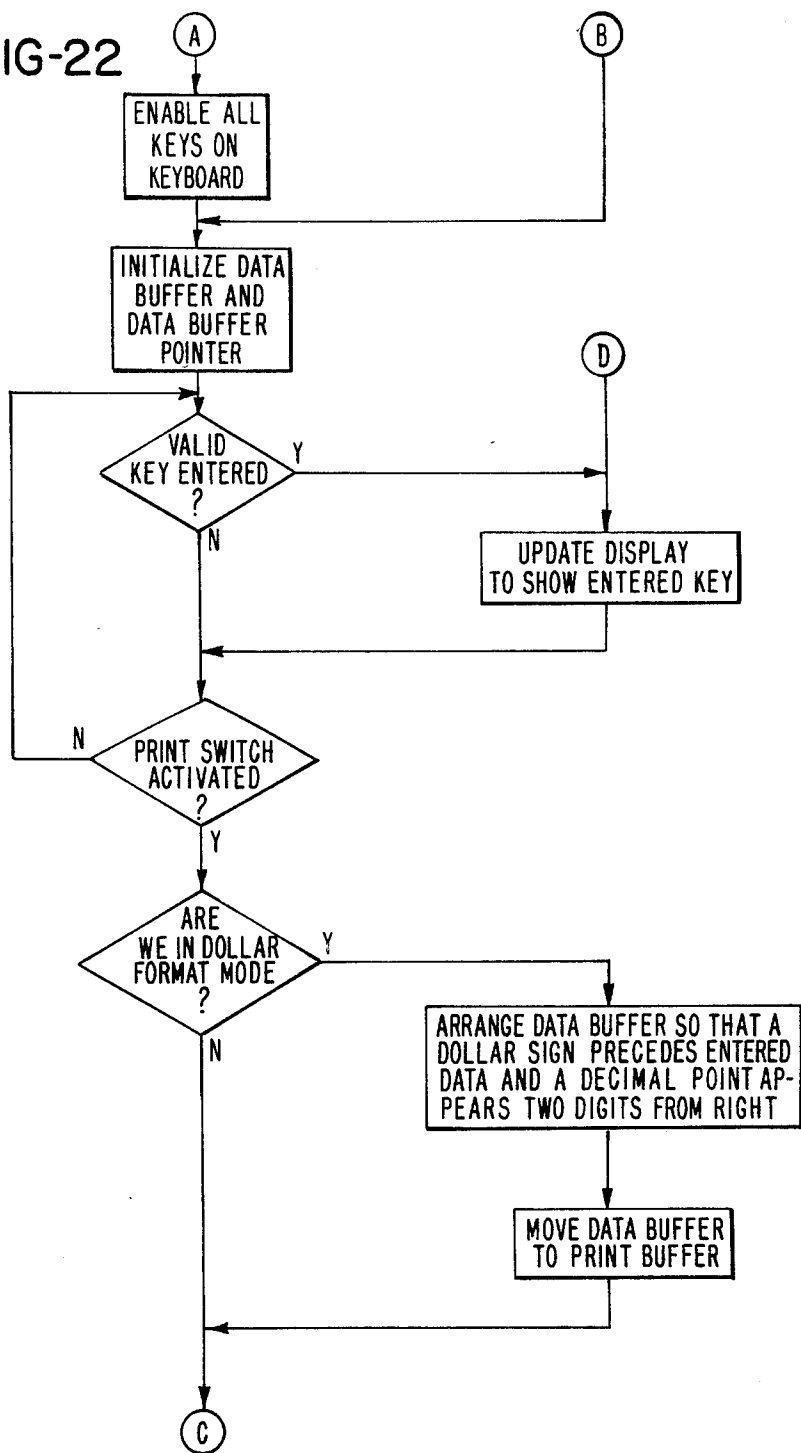 IG-22
A
B
ENABLE ALL
KEYS ON
KEYBOARD
INITIALIZE DATA
BUFFER AND
DATA BUFFER
POINTER
D
VALID
KEY ENTERED
?
Y
N
UPDATE DISPLAY
TO SHOW ENTERED KEY
PRINT SWITCH
ACTIVATED
?
N
Y
ARE
WE IN DOLLAR
FORMAT MODE
?
Y
N
ARRANGE DATA BUFFER SO THAT A
DOLLAR SIGN PRECEDES ENTERED
DATA AND A DECIMAL POINT AP-
PEARS TWO DIGITS FROM RIGHT
MOVE DATA BUFFER
TO PRINT BUFFER
C